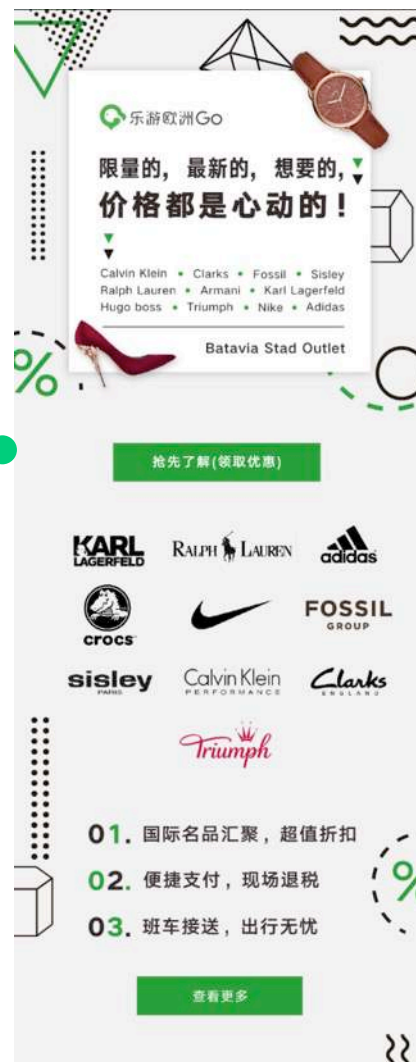 乐游欧洲Go
限量的, 最新的, 想要的,
价格都是心动的!
Calvin Klein • Clarks • Fossil • Sisley
Ralph Lauren • Armani • Karl Lagerfeld
Hugo boss • Triumph • Nike • Adidas
Batavia Stad Outlet
%
抢先了解(领取优惠)
KARL
LAGERFELD
RALPH LAUREN
adidas
crocs
FOSSIL
GROUP
sisley
PARIS
Calvin Klein
PERFORMANCE
Clarks
ENGLAND
Triumph
01. 国际名品汇聚, 超值折扣
02. 便捷支付, 现场退税
03. 班车接送, 出行无忧
%
查看更多